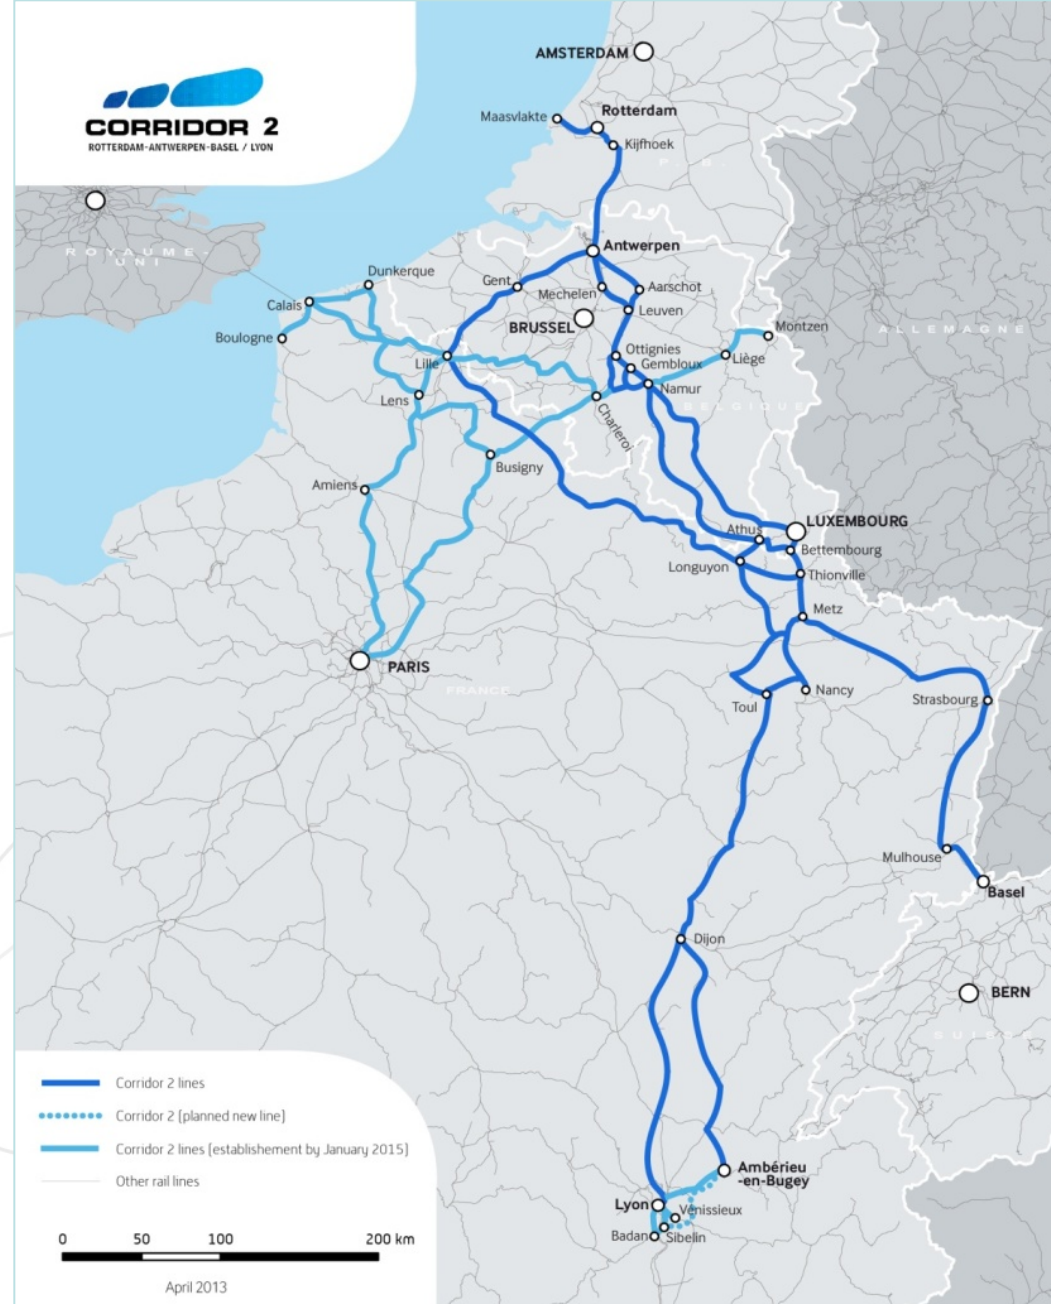 CORRIDOR 2
ROTTERDAM-ANTWERPEN-BASEL / LYON
AMSTERDAM
Maasvlakte
Rotterdam
Kijfhoek
P. B.
ROYAUME-
UNI
Antwerpen
Dunkerque
Gent
Mechelen
Aarschot
Calais
Leuven
BRUSSEL
Montzen
ALLEMAGNE
Boulogne
Lille
Ottignies
Gembloux
Liège
Namur
Lens
BELGIQUE
Charleroi
Busigny
Amiens
LUXEMBOURG
Athus
Bettembourg
Longuyon
Thionville
Metz
PARIS
FRANCE
Nancy
Toul
Strasbourg
Mulhouse
Basel
Dijon
BERN
SUISSE
Corridor 2 lines
Corridor 2 (planned new line)
Corridor 2 lines (establishement by January 2015)
Other rail lines
Ambérieu
-en-Bugey
Lyon
Vénissieux
Badan
Sibelin
0 50 100 200 km
April 2013